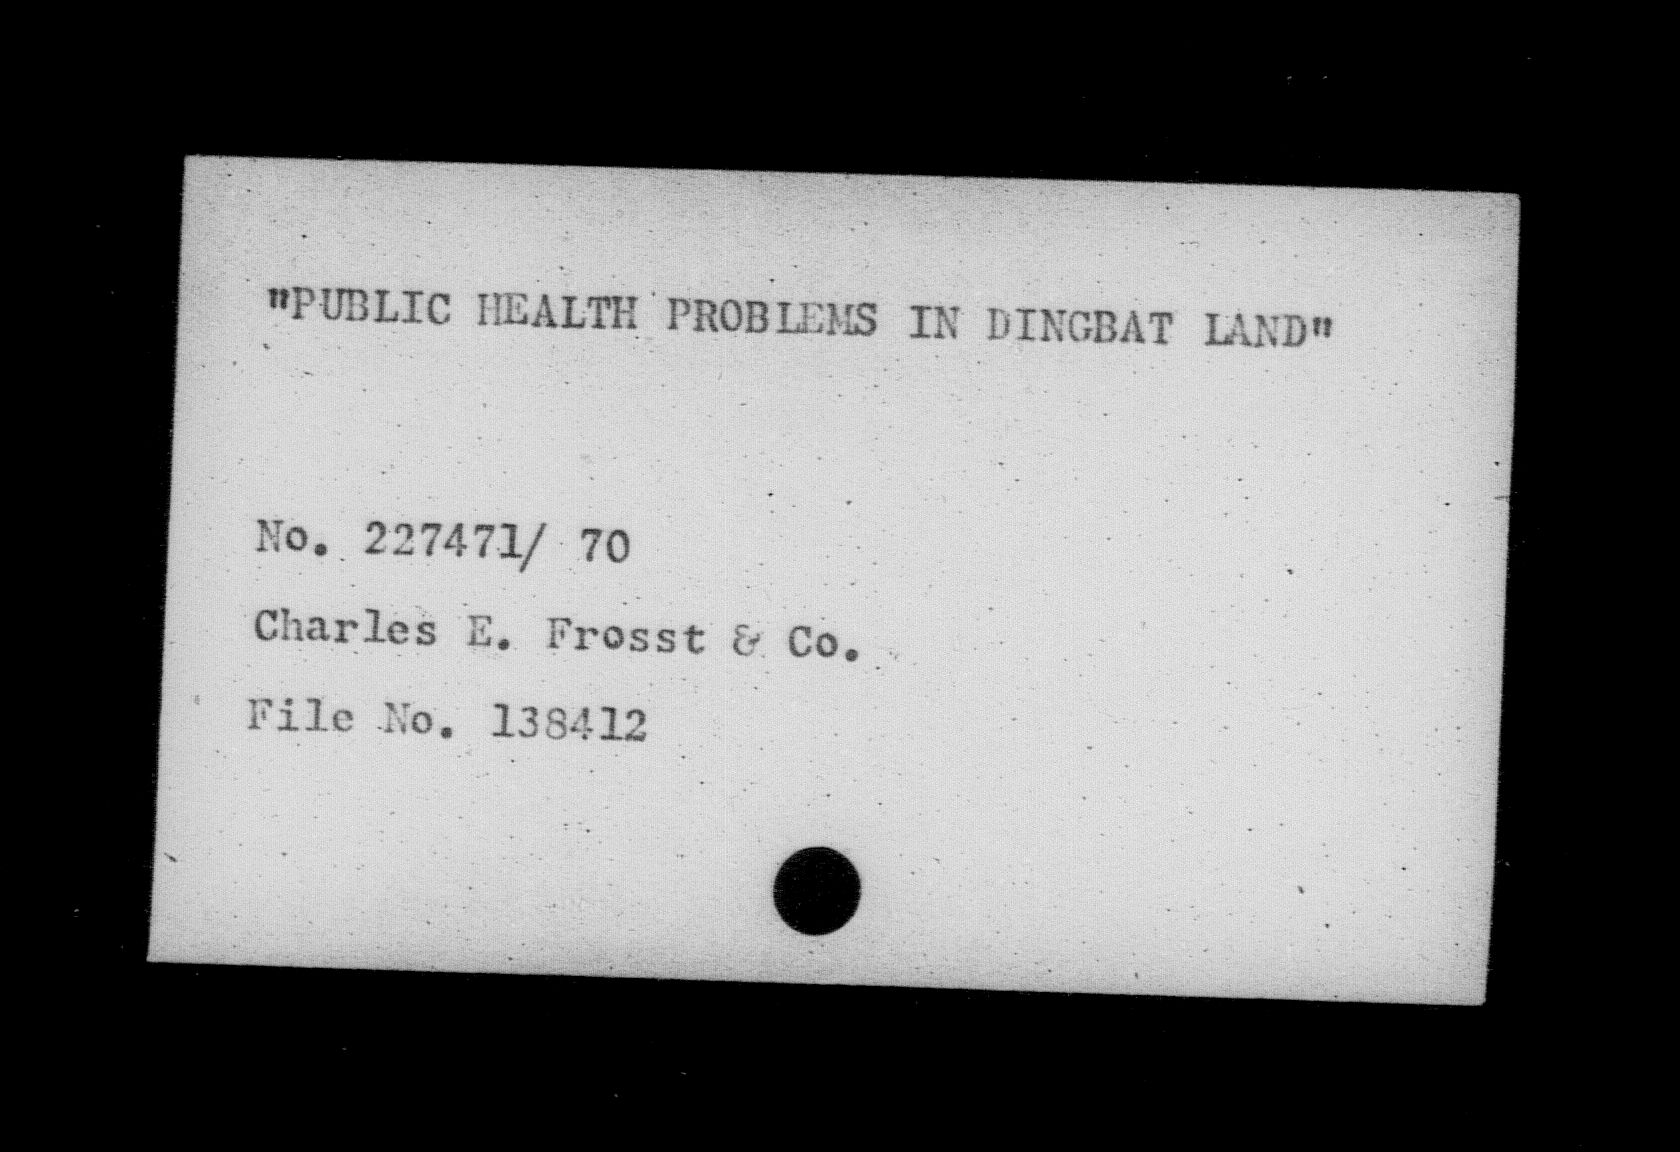 "PUBLIC HEALTH PROBLEMS IN DINGBAT LAND"
No. 227471/ 70
Charles E. Frosst & Co.
File No. 138412